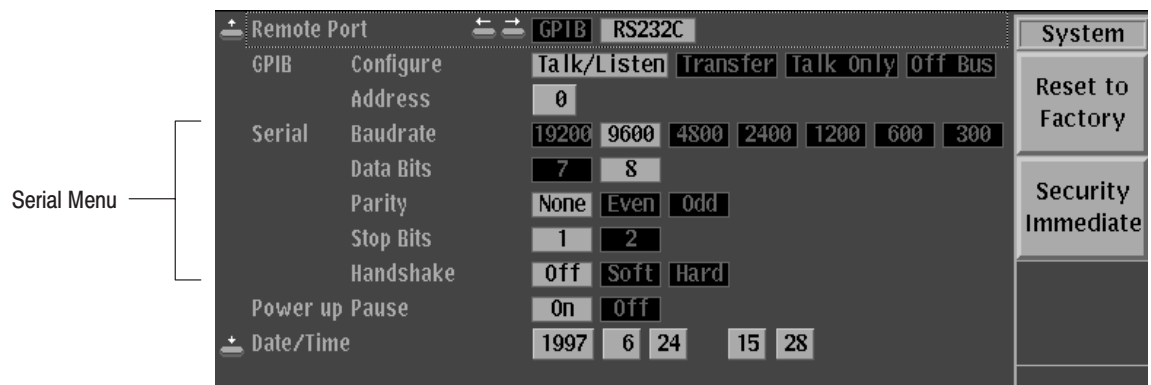 Remote Port GPIB RS232C
GPIB Configure Talk/Listen Transfer Talk Only Off Bus
Address 0
Serial Baudrate 19200 9600 4800 2400 1200 600 300
Data Bits 7 8
Parity None Even Odd
Stop Bits 1 2
Handshake Off Soft Hard
Power up Pause On Off
Date/Time 1997 6 24 15 28
System
Reset to
Factory
Security
Immediate
Serial Menu